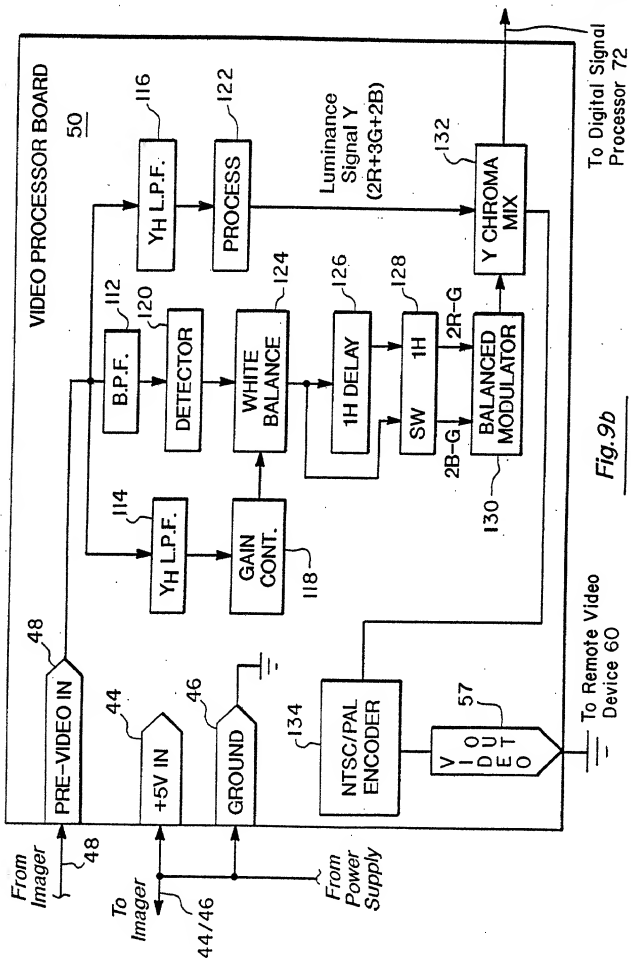 VIDEO PROCESSOR BOARD
50
From
Imager
48
PRE-VIDEO IN
48
To
Imager
44/46
+5V IN
44
GROUND
46
From
Power
Supply
114
YH L.P.F.
GAIN
CONT.
118
112
B.P.F.
120
DETECTOR
WHITE
BALANCE
124
116
YH L.P.F.
122
PROCESS
Luminance
Signal Y
(2R+3G+2B)
1H DELAY
126
SW 1H
128
2B-G
2R-G
BALANCED
MODULATOR
130
Y CHROMA
MIX
132
To Digital Signal
Processor 72
134
NTSC/PAL
ENCODER
VIDEO
OUT
57
To Remote Video
Device 60
Fig.9b